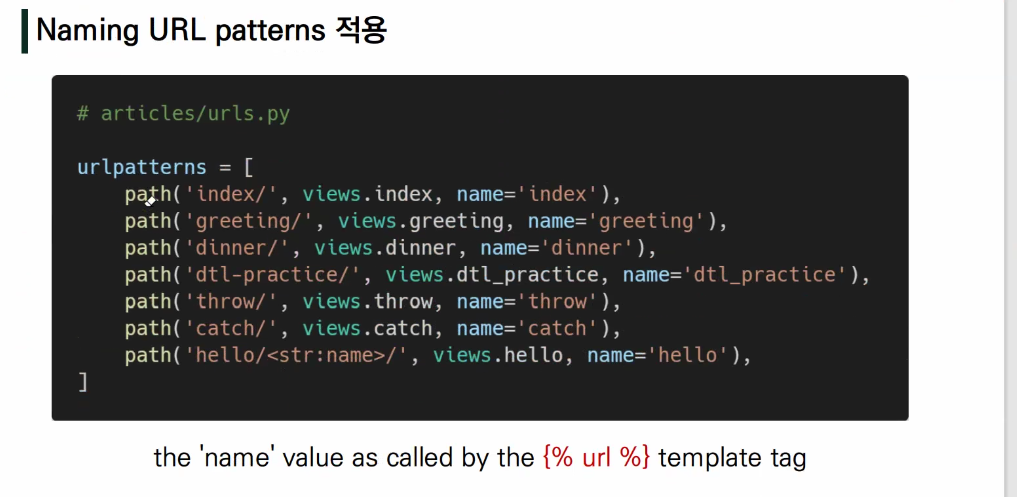 Naming URL patterns 적용
# articles/urls.py
urlpatterns = [
    path('index/', views.index, name='index'),
    path('greeting/', views.greeting, name='greeting'),
    path('dinner/', views.dinner, name='dinner'),
    path('dtl-practice/', views.dtl_practice, name='dtl_practice'),
    path('throw/', views.throw, name='throw'),
    path('catch/', views.catch, name='catch'),
    path('hello/<str:name>/', views.hello, name='hello'),
]
the 'name' value as called by the {% url %} template tag